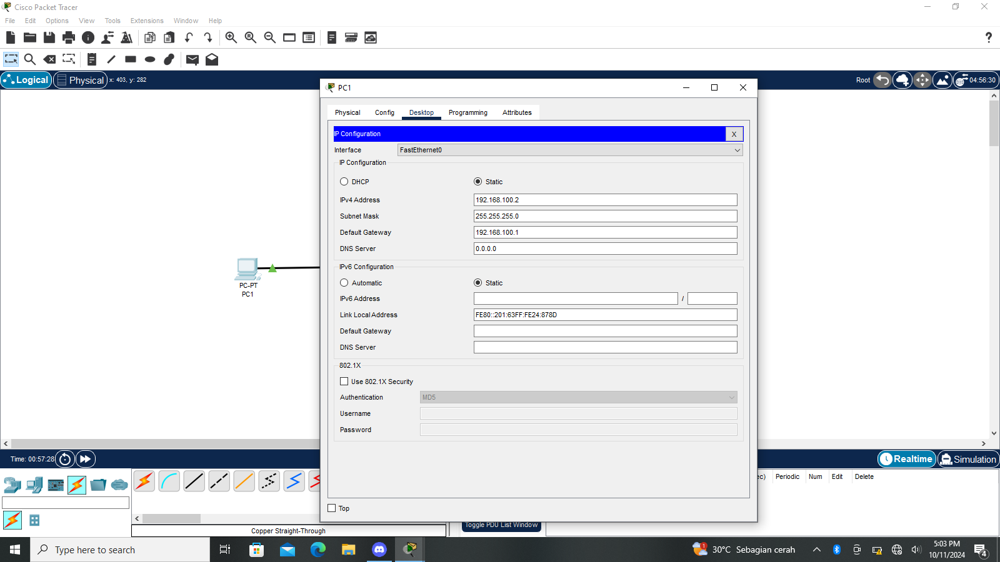 Cisco Packet Tracer
File Edit Options View Tools Extensions Window Help
Logical Physical x: 403, y: 282 Root 04:56:30
PC1
Physical Config Desktop Programming Attributes
IP Configuration X
Interface FastEthernet0
IP Configuration
DHCP Static
IPv4 Address 192.168.100.2
Subnet Mask 255.255.255.0
Default Gateway 192.168.100.1
DNS Server 0.0.0.0
IPv6 Configuration
Automatic Static
IPv6 Address /
Link Local Address FE80::201:63FF:FE24:878D
Default Gateway
DNS Server
802.1X
Use 802.1X Security
Authentication MD5
Username
Password
Top
PC-PT
PC1
Time: 00:57:28 Realtime Simulation
ec) Periodic Num Edit Delete
Toggle PDU List Window
Copper Straight-Through
Type here to search 1 30°C Sebagian cerah 5:03 PM
10/11/2024 4